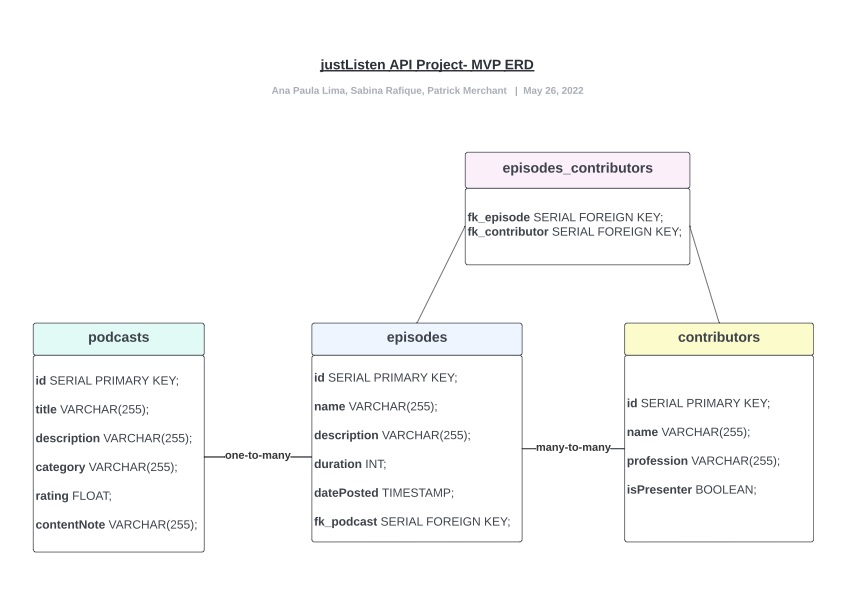 justListen API Project- MVP ERD
Ana Paula Lima, Sabina Rafique, Patrick Merchant | May 26, 2022
episodes_contributors
fk_episode SERIAL FOREIGN KEY;
fk_contributor SERIAL FOREIGN KEY;
podcasts
id SERIAL PRIMARY KEY;
title VARCHAR(255);
description VARCHAR(255);
category VARCHAR(255);
rating FLOAT;
contentNote VARCHAR(255);
one-to-many
episodes
id SERIAL PRIMARY KEY;
name VARCHAR(255);
description VARCHAR(255);
duration INT;
datePosted TIMESTAMP;
fk_podcast SERIAL FOREIGN KEY;
many-to-many
contributors
id SERIAL PRIMARY KEY;
name VARCHAR(255);
profession VARCHAR(255);
isPresenter BOOLEAN;